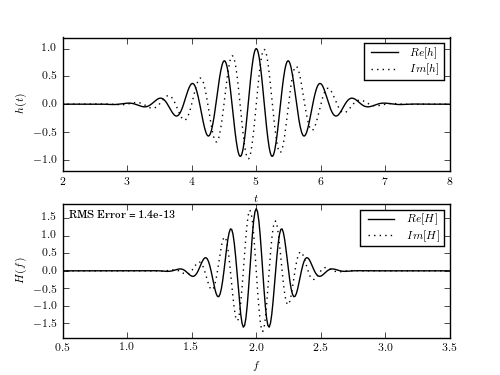 1.0
0.5
0.0
−0.5
−1.0
h(t)
Re[h]
Im[h]
2 3 4 5 6 7 8
t
1.5
1.0
0.5
0.0
−0.5
−1.0
−1.5
H(f)
RMS Error = 1.4e-13
Re[H]
Im[H]
0.5 1.0 1.5 2.0 2.5 3.0 3.5
f